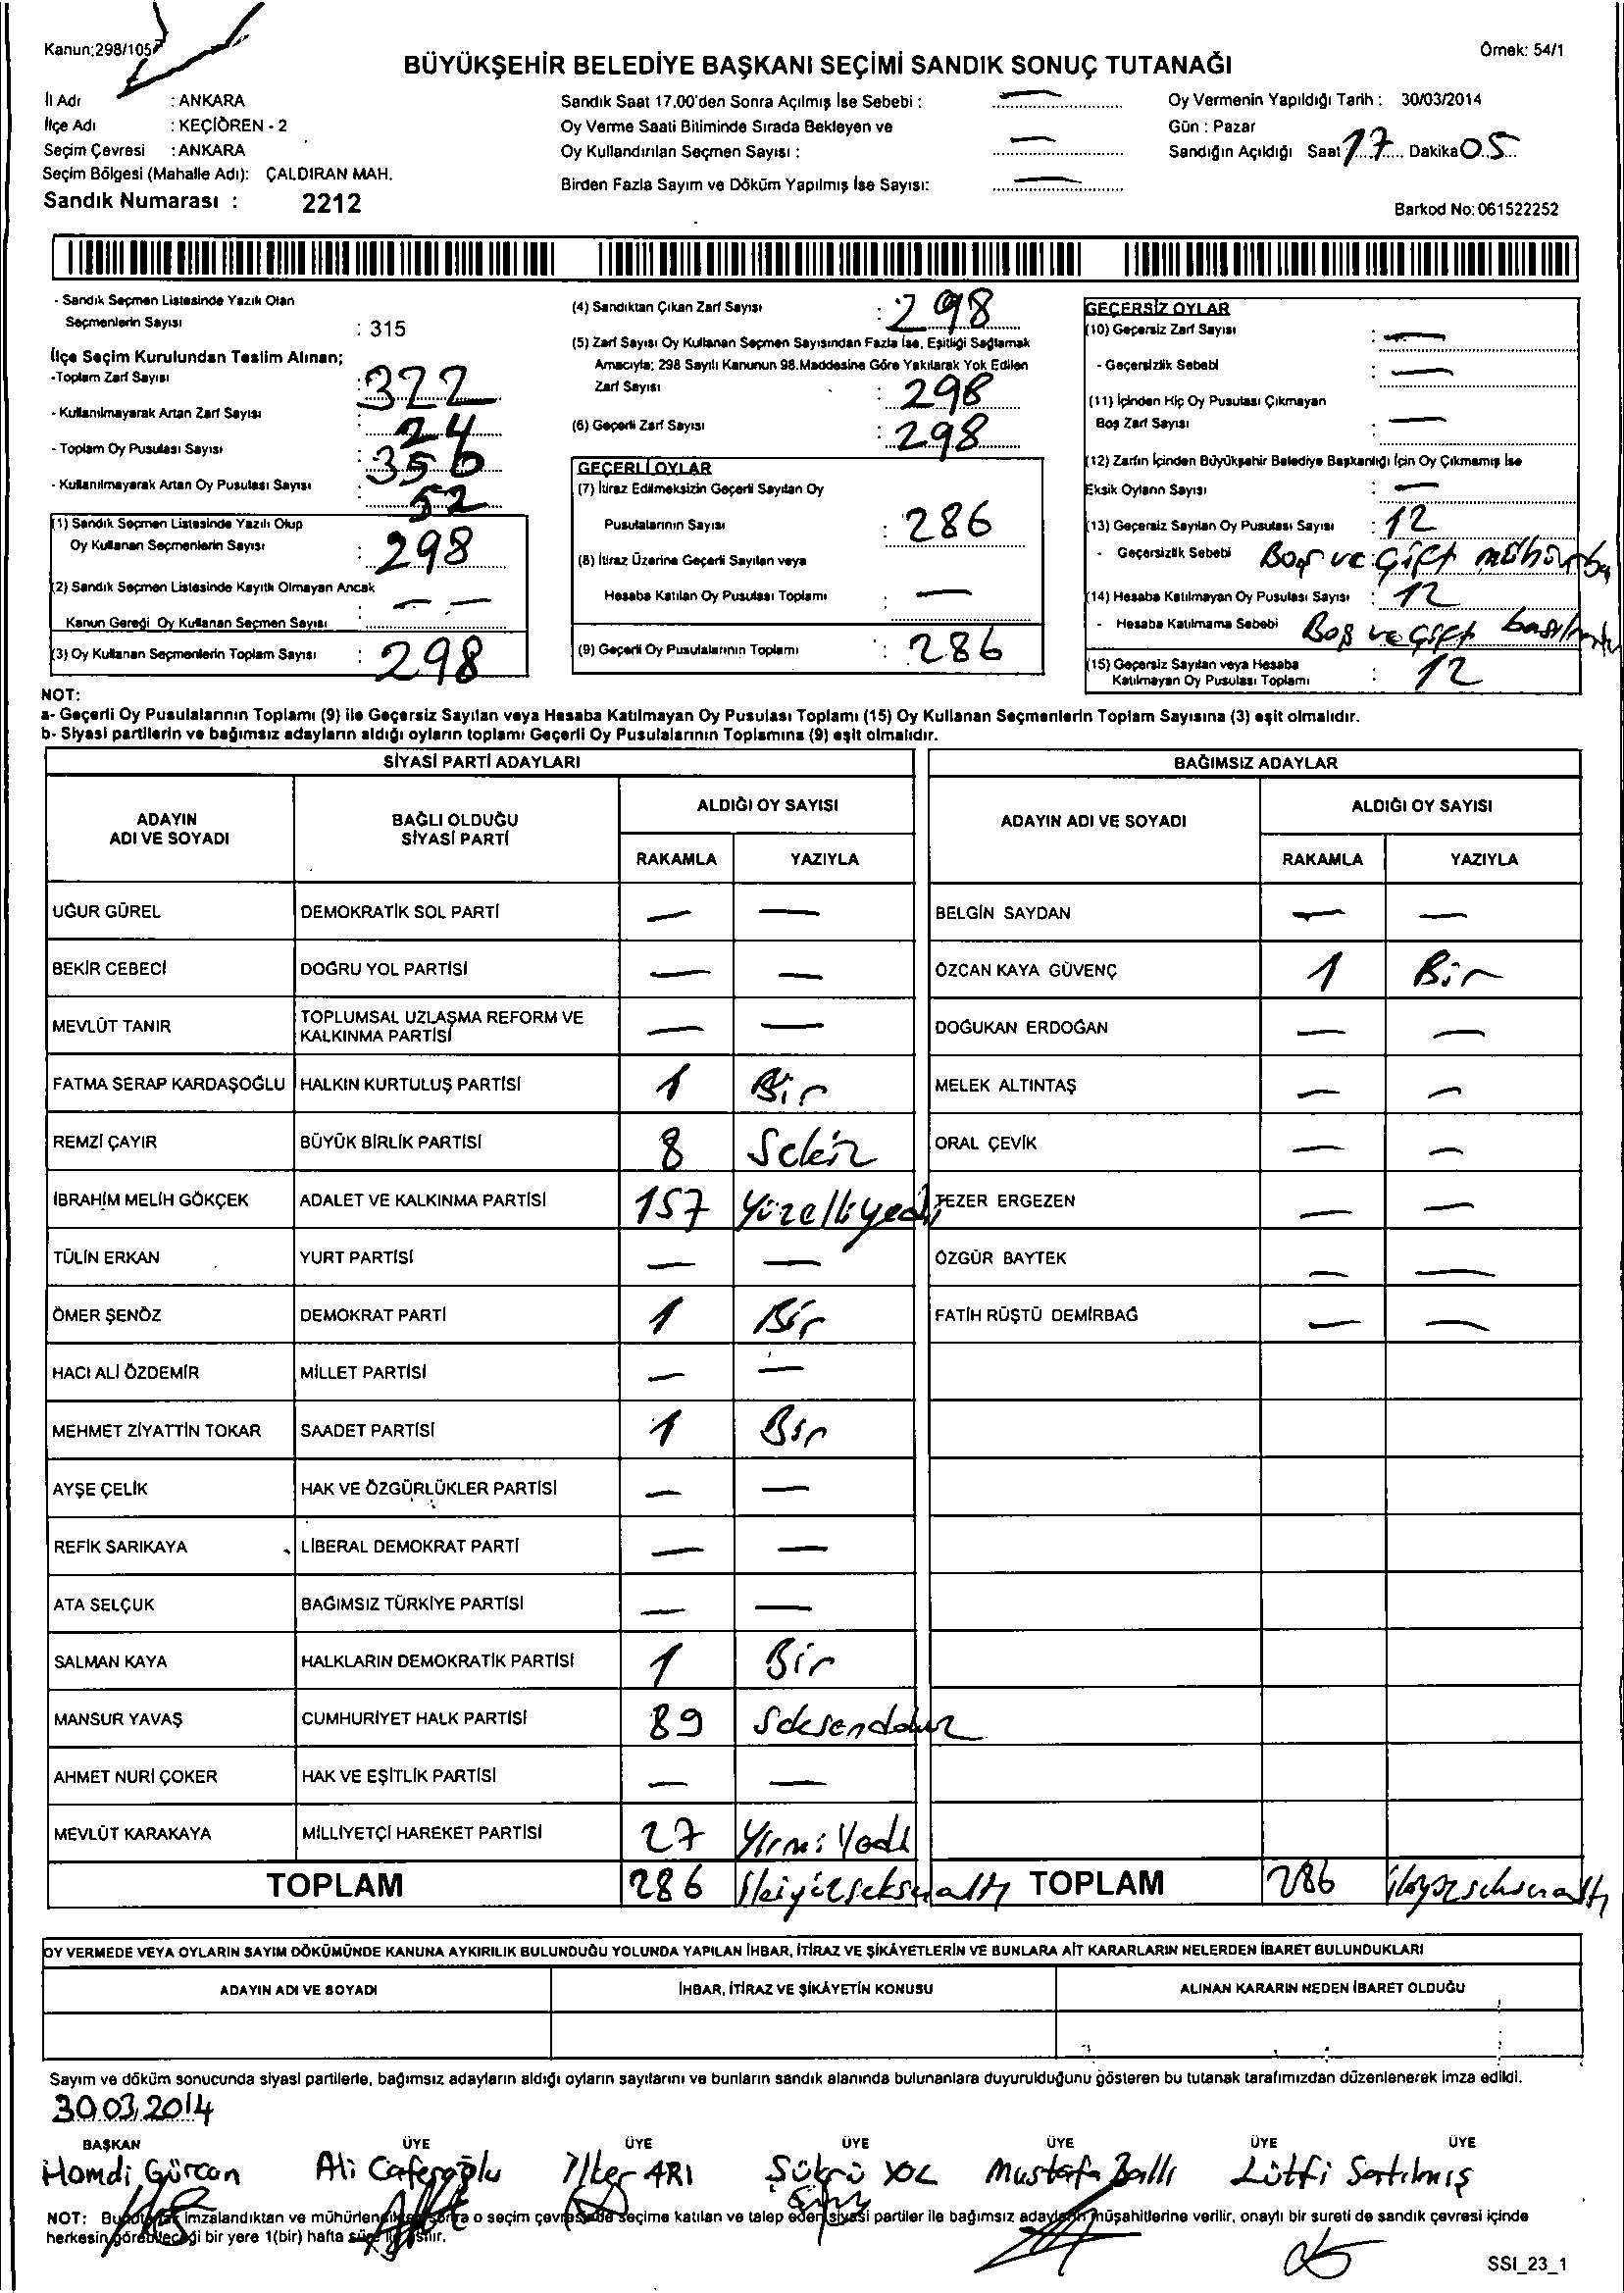 Kanun:298/105
Örnek: 54/1
BÜYÜKŞEHİR BELEDİYE BAŞKANI SEÇİMİ SANDIK SONUÇ TUTANAĞI
İl Adı : ANKARA
İlçe Adı : KEÇİÖREN - 2
Seçim Çevresi : ANKARA
Seçim Bölgesi (Mahalle Adı): ÇALDIRAN MAH.
Sandık Numarası : 2212
Sandık Saat 17.00'den Sonra Açılmış İse Sebebi : —
Oy Verme Saati Bitiminde Sırada Bekleyen ve
Oy Kullandırılan Seçmen Sayısı : —
Birden Fazla Sayım ve Döküm Yapılmış İse Sayısı: —
Oy Vermenin Yapıldığı Tarih : 30/03/2014
Gün : Pazar
Sandığın Açıldığı Saat 17 Dakika 05
Barkod No: 061522252
- Sandık Seçmen Listesinde Yazılı Olan
Seçmenlerin Sayısı : 315
İlçe Seçim Kurulundan Teslim Alınan;
-Toplam Zarf Sayısı : 322
- Kullanılmayarak Artan Zarf Sayısı : 24
- Toplam Oy Pusulası Sayısı : 350
- Kullanılmayarak Artan Oy Pusulası Sayısı : 52
(1) Sandık Seçmen Listesinde Yazılı Olup
Oy Kullanan Seçmenlerin Sayısı : 298
(2) Sandık Seçmen Listesinde Kayıtlı Olmayan Ancak
Kanun Gereği Oy Kullanan Seçmen Sayısı : — —
(3) Oy Kullanan Seçmenlerin Toplam Sayısı : 298
(4) Sandıktan Çıkan Zarf Sayısı : 298
(5) Zarf Sayısı Oy Kullanan Seçmen Sayısından Fazla İse, Eşitliği Sağlamak
Amacıyla; 298 Sayılı Kanunun 98.Maddesine Göre Yakılarak Yok Edilen
Zarf Sayısı : 298
(6) Geçerli Zarf Sayısı : 298
GEÇERLİ OYLAR
(7) İtiraz Edilmeksizin Geçerli Sayılan Oy
Pusulalarının Sayısı : 286
(8) İtiraz Üzerine Geçerli Sayılan veya
Hesaba Katılan Oy Pusulası Toplamı : —
(9) Geçerli Oy Pusulalarının Toplamı : 286
GEÇERSİZ OYLAR
(10) Geçersiz Zarf Sayısı : —
- Geçersizlik Sebebi : —
(11) İçinden Hiç Oy Pusulası Çıkmayan
Boş Zarf Sayısı : —
(12) Zarfın İçinden Büyükşehir Belediye Başkanlığı İçin Oy Çıkmamış İse
Eksik Oyların Sayısı : —
(13) Geçersiz Sayılan Oy Pusulası Sayısı : 12
- Geçersizlik Sebebi Boş ve Çift
(14) Hesaba Katılmayan Oy Pusulası Sayısı : 12
- Hesaba Katılmama Sebebi Boş ve Çift
(15) Geçersiz Sayılan veya Hesaba
Katılmayan Oy Pusulası Toplamı : 12
NOT:
a- Geçerli Oy Pusulalarının Toplamı (9) ile Geçersiz Sayılan veya Hesaba Katılmayan Oy Pusulası Toplamı (15) Oy Kullanan Seçmenlerin Toplam Sayısına (3) eşit olmalıdır.
b- Siyasi partilerin ve bağımsız adayların aldığı oyların toplamı Geçerli Oy Pusulalarının Toplamına (9) eşit olmalıdır.
SİYASİ PARTİ ADAYLARI
ADAYIN ADI VE SOYADI BAĞLI OLDUĞU SİYASİ PARTİ ALDIĞI OY SAYISI
RAKAMLA YAZIYLA
UĞUR GÜREL DEMOKRATİK SOL PARTİ — —
BEKİR CEBECİ DOĞRU YOL PARTİSİ — —
MEVLÜT TANIR TOPLUMSAL UZLAŞMA REFORM VE KALKINMA PARTİSİ — —
FATMA SERAP KARDAŞOĞLU HALKIN KURTULUŞ PARTİSİ 1 Bir
REMZİ ÇAYIR BÜYÜK BİRLİK PARTİSİ 8 Sekiz
İBRAHİM MELİH GÖKÇEK ADALET VE KALKINMA PARTİSİ 157 Yüzelliyedi
TÜLİN ERKAN YURT PARTİSİ — —
ÖMER ŞENÖZ DEMOKRAT PARTİ 1 Bir
HACI ALİ ÖZDEMİR MİLLET PARTİSİ — —
MEHMET ZİYATTİN TOKAR SAADET PARTİSİ 1 Bir
AYŞE ÇELİK HAK VE ÖZGÜRLÜKLER PARTİSİ — —
REFİK SARIKAYA LİBERAL DEMOKRAT PARTİ — —
ATA SELÇUK BAĞIMSIZ TÜRKİYE PARTİSİ — —
SALMAN KAYA HALKLARIN DEMOKRATİK PARTİSİ 1 Bir
MANSUR YAVAŞ CUMHURİYET HALK PARTİSİ 89 Seksendokuz
AHMET NURİ ÇOKER HAK VE EŞİTLİK PARTİSİ — —
MEVLÜT KARAKAYA MİLLİYETÇİ HAREKET PARTİSİ 27 Yirmi Yedi
TOPLAM 286 İkiyüzseksenaltı
BAĞIMSIZ ADAYLAR
ADAYIN ADI VE SOYADI ALDIĞI OY SAYISI
RAKAMLA YAZIYLA
BELGİN SAYDAN — —
ÖZCAN KAYA GÜVENÇ 1 Bir
DOĞUKAN ERDOĞAN — —
MELEK ALTINTAŞ — —
ORAL ÇEVİK — —
TEZER ERGEZEN — —
ÖZGÜR BAYTEK — —
FATİH RÜŞTÜ DEMİRBAĞ — —
TOPLAM 286 ikiyüzseksenaltı
OY VERMEDE VEYA OYLARIN SAYIM DÖKÜMÜNDE KANUNA AYKIRILIK BULUNDUĞU YOLUNDA YAPILAN İHBAR, İTİRAZ VE ŞİKÂYETLERİN VE BUNLARA AİT KARARLARIN NELERDEN İBARET BULUNDUKLARI
ADAYIN ADI VE SOYADI İHBAR, İTİRAZ VE ŞİKÂYETİN KONUSU ALINAN KARARIN NEDEN İBARET OLDUĞU
Sayım ve döküm sonucunda siyasi partilerle, bağımsız adayların aldığı oyların sayılarını ve bunların sandık alanında bulunanlara duyurulduğunu gösteren bu tutanak tarafımızdan düzenlenerek imza edildi.
30.03.2014
BAŞKAN ÜYE ÜYE ÜYE ÜYE ÜYE ÜYE
Hamdi Gürcan Ali Caferoğlu İlker ARI Şükrü YOL Mustafa Ballı Lütfi Satılmış
NOT: Bu tutanak imzalandıktan ve mühürlendikten sonra o seçim çevresinde seçime katılan ve talep eden siyasi partiler ile bağımsız adayların müşahitlerine verilir, onaylı bir sureti de sandık çevresi içinde
herkesin görebileceği bir yere 1(bir) hafta süre ile asılır.
SSI_23_1